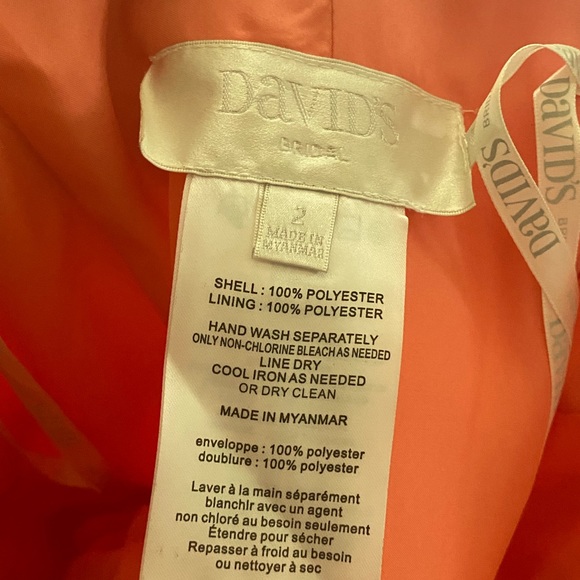 DAVID'S
BRIDAL
2
MADE IN
MYANMAR
SHELL : 100% POLYESTER
LINING : 100% POLYESTER
HAND WASH SEPARATELY
ONLY NON-CHLORINE BLEACH AS NEEDED
LINE DRY
COOL IRON AS NEEDED
OR DRY CLEAN
MADE IN MYANMAR
enveloppe : 100% polyester
doublure : 100% polyester
Laver à la main séparément
blanchir avec un agent
non chloré au besoin seulement
Étendre pour sécher
Repasser à froid au besoin
ou nettoyer à sec
DAVID'S
DAVID'S